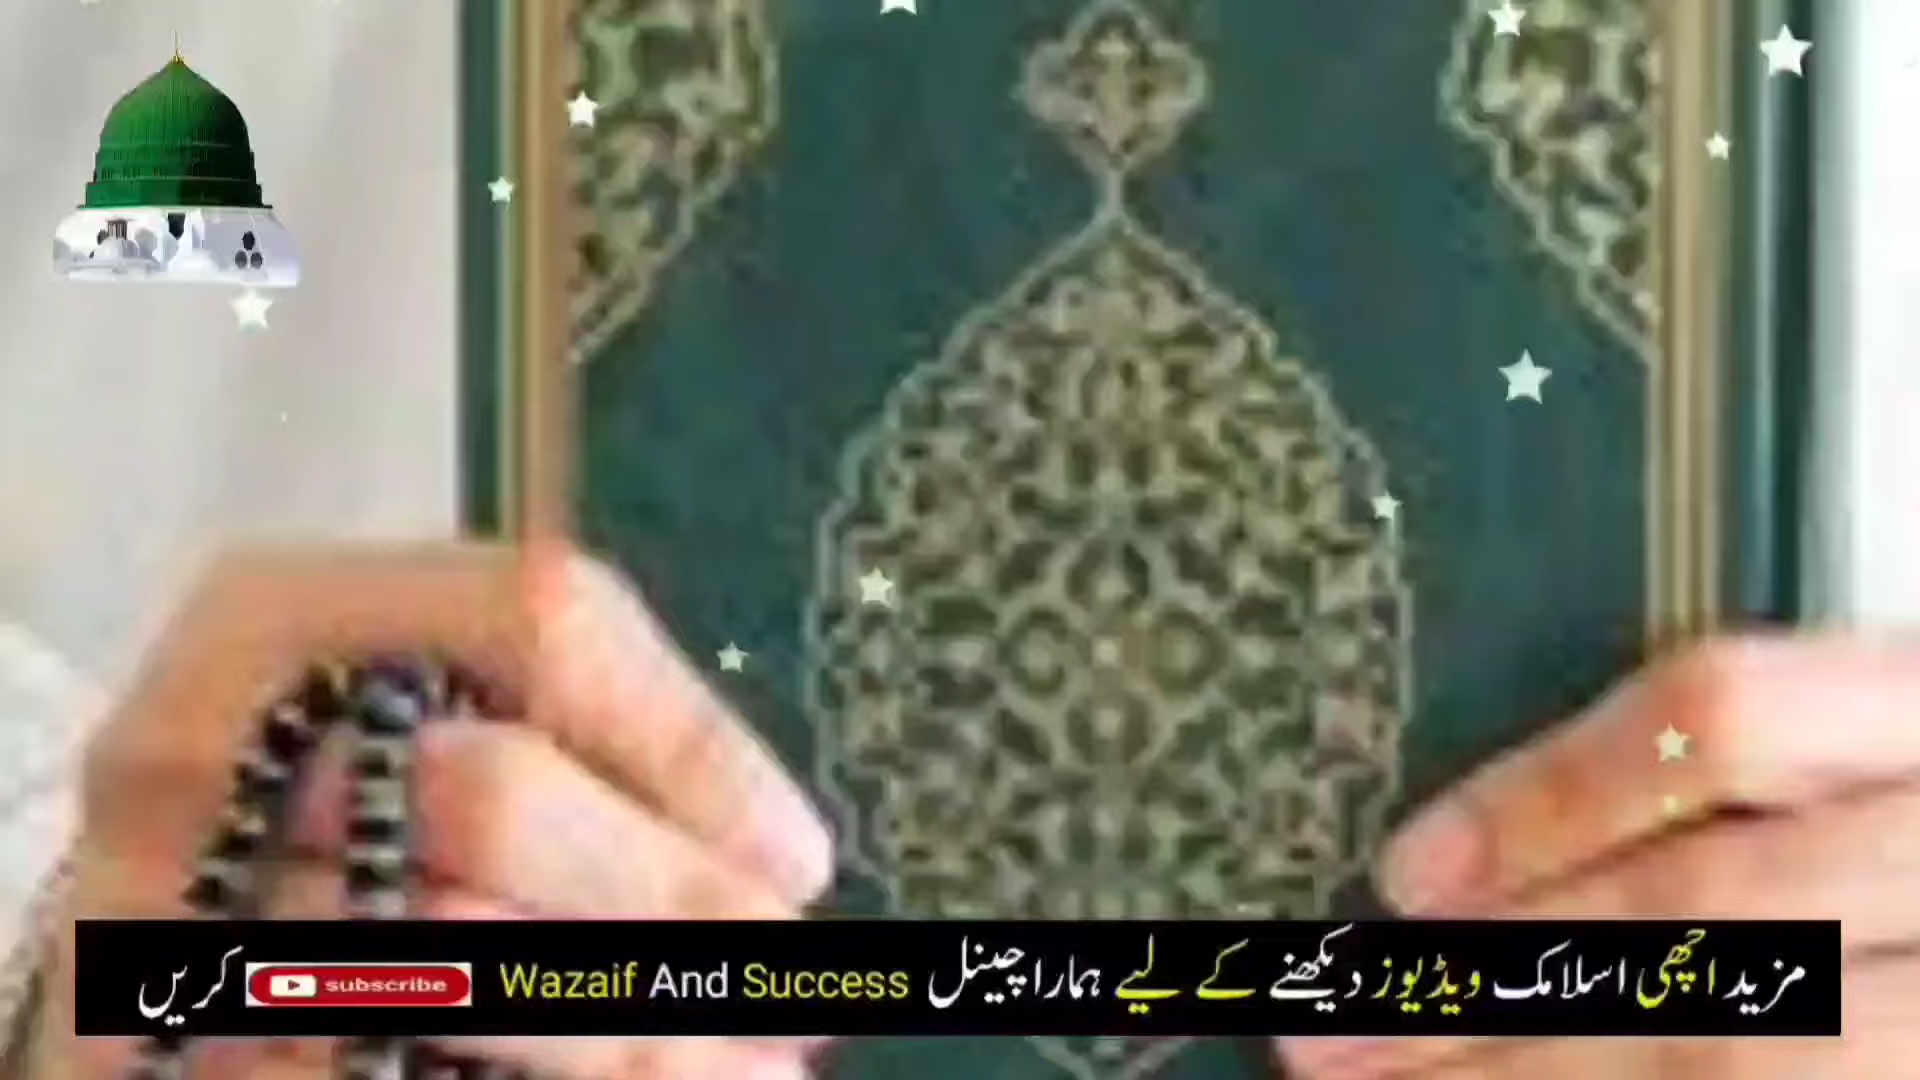 مزید اچھی اسلامک ویڈیوز دیکھنے کے لیے ہمارا چینل Wazaif And Success subscribe کریں